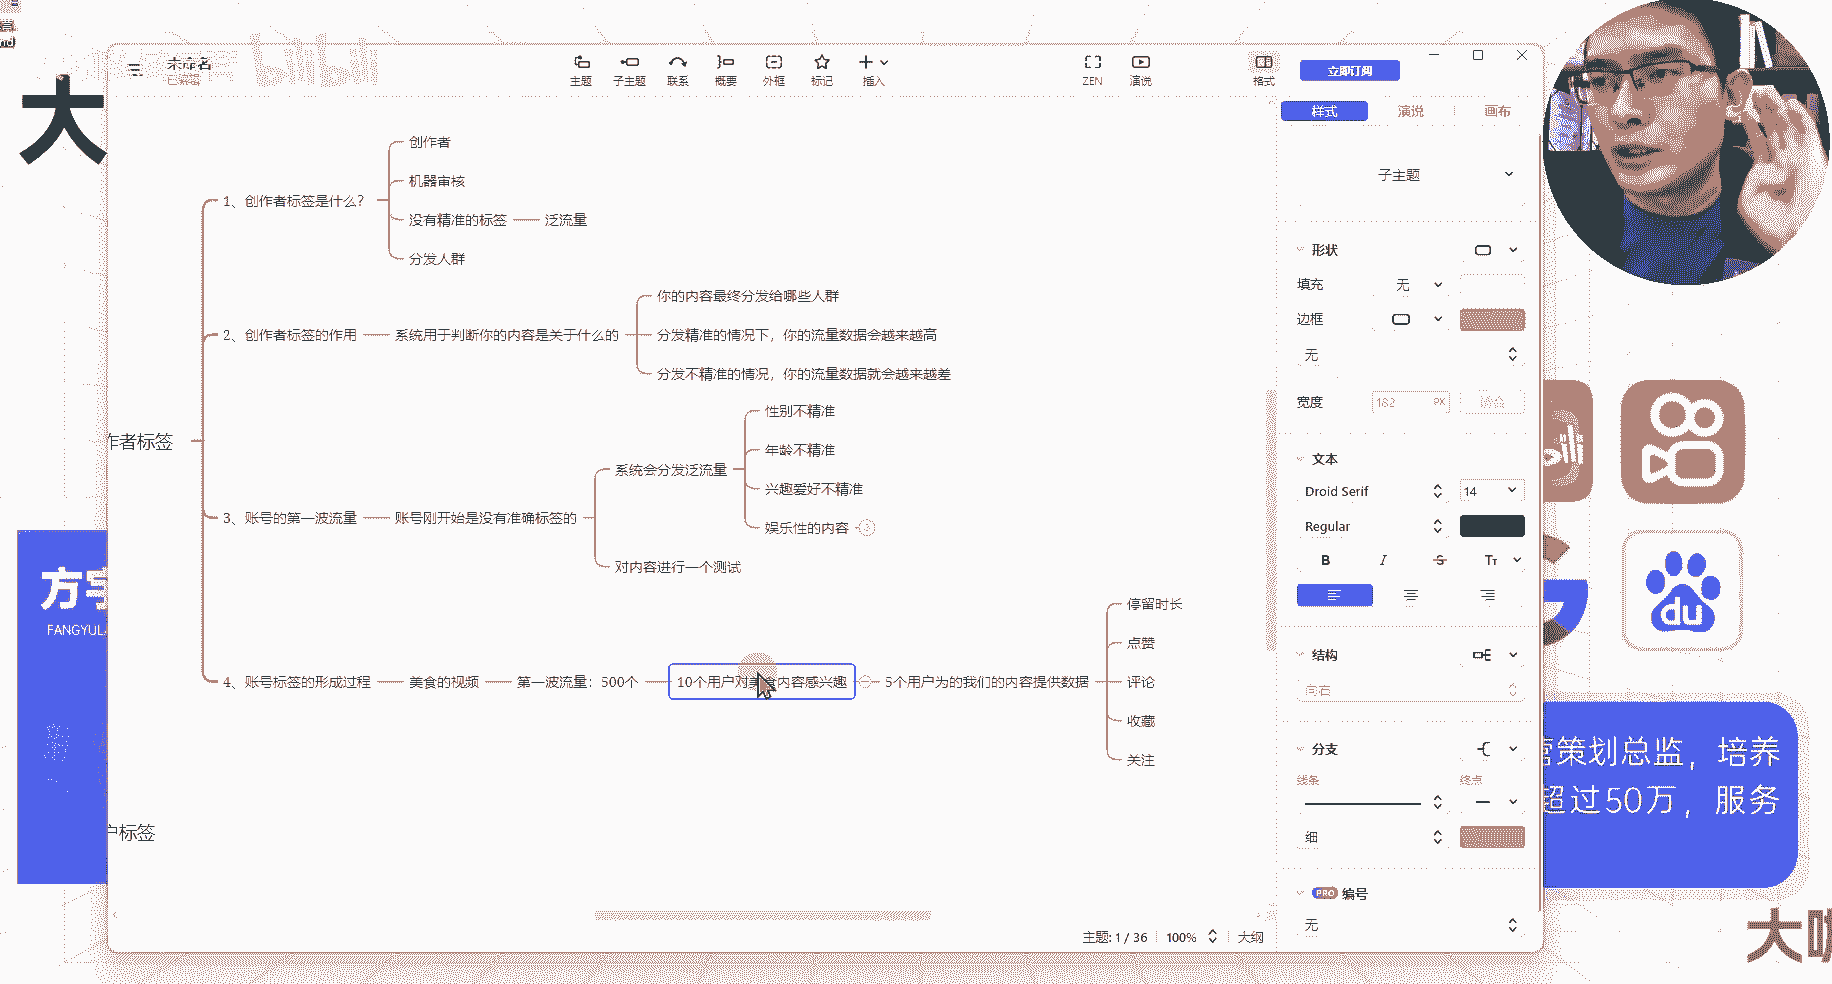 大
bilibili
未命名
已编辑
主题
子主题
联系
概要
外框
标记
插入
ZEN
演说
格式
立即订阅
样式
演说
画布
子主题
形状
填充
无
边框
无
宽度
182
PX
文本
Droid Serif
14
Regular
B
I
S
TT
结构
向右
分支
线条
终点
细
PRO 编号
无
作者标签
1、创作者标签是什么?
创作者
机器审核
没有精准的标签
泛流量
分发人群
2、创作者标签的作用
系统用于判断你的内容是关于什么的
你的内容最终分发给哪些人群
分发精准的情况下，你的流量数据会越来越高
分发不精准的情况，你的流量数据就会越来越差
3、账号的第一波流量
账号刚开始是没有准确标签的
系统会分发泛流量
性别不精准
年龄不精准
兴趣爱好不精准
娱乐性的内容
对内容进行一个测试
4、账号标签的形成过程
美食的视频
第一波流量：500个
10个用户对美食内容感兴趣
5个用户为的我们的内容提供数据
停留时长
点赞
评论
收藏
关注
户标签
主题: 1 / 36
100%
大纲
方宇
FANGYUL
du
营策划总监，培养
超过50万，服务
大咖